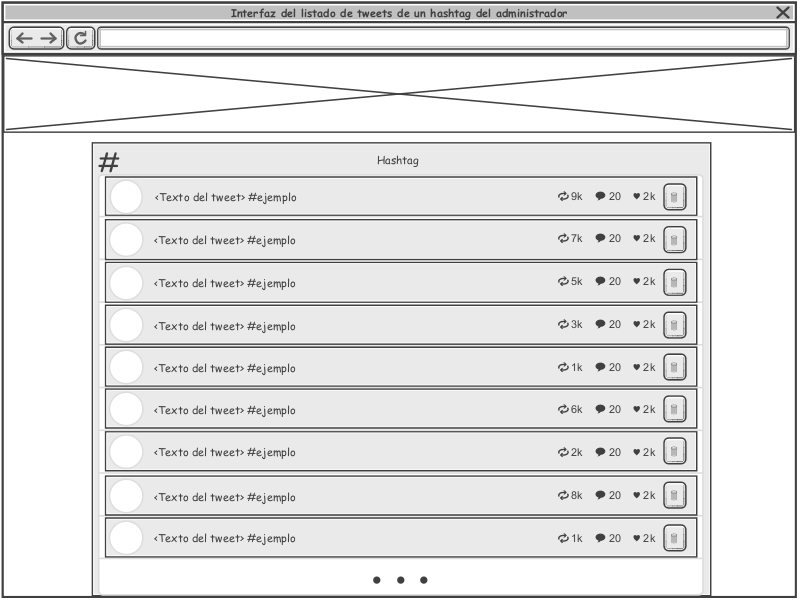 Interfaz del listado de tweets de un hashtag del administrador
# Hashtag
<Texto del tweet> #ejemplo 9k 20 2k
<Texto del tweet> #ejemplo 7k 20 2k
<Texto del tweet> #ejemplo 5k 20 2k
<Texto del tweet> #ejemplo 3k 20 2k
<Texto del tweet> #ejemplo 1k 20 2k
<Texto del tweet> #ejemplo 6k 20 2k
<Texto del tweet> #ejemplo 2k 20 2k
<Texto del tweet> #ejemplo 8k 20 2k
<Texto del tweet> #ejemplo 1k 20 2k